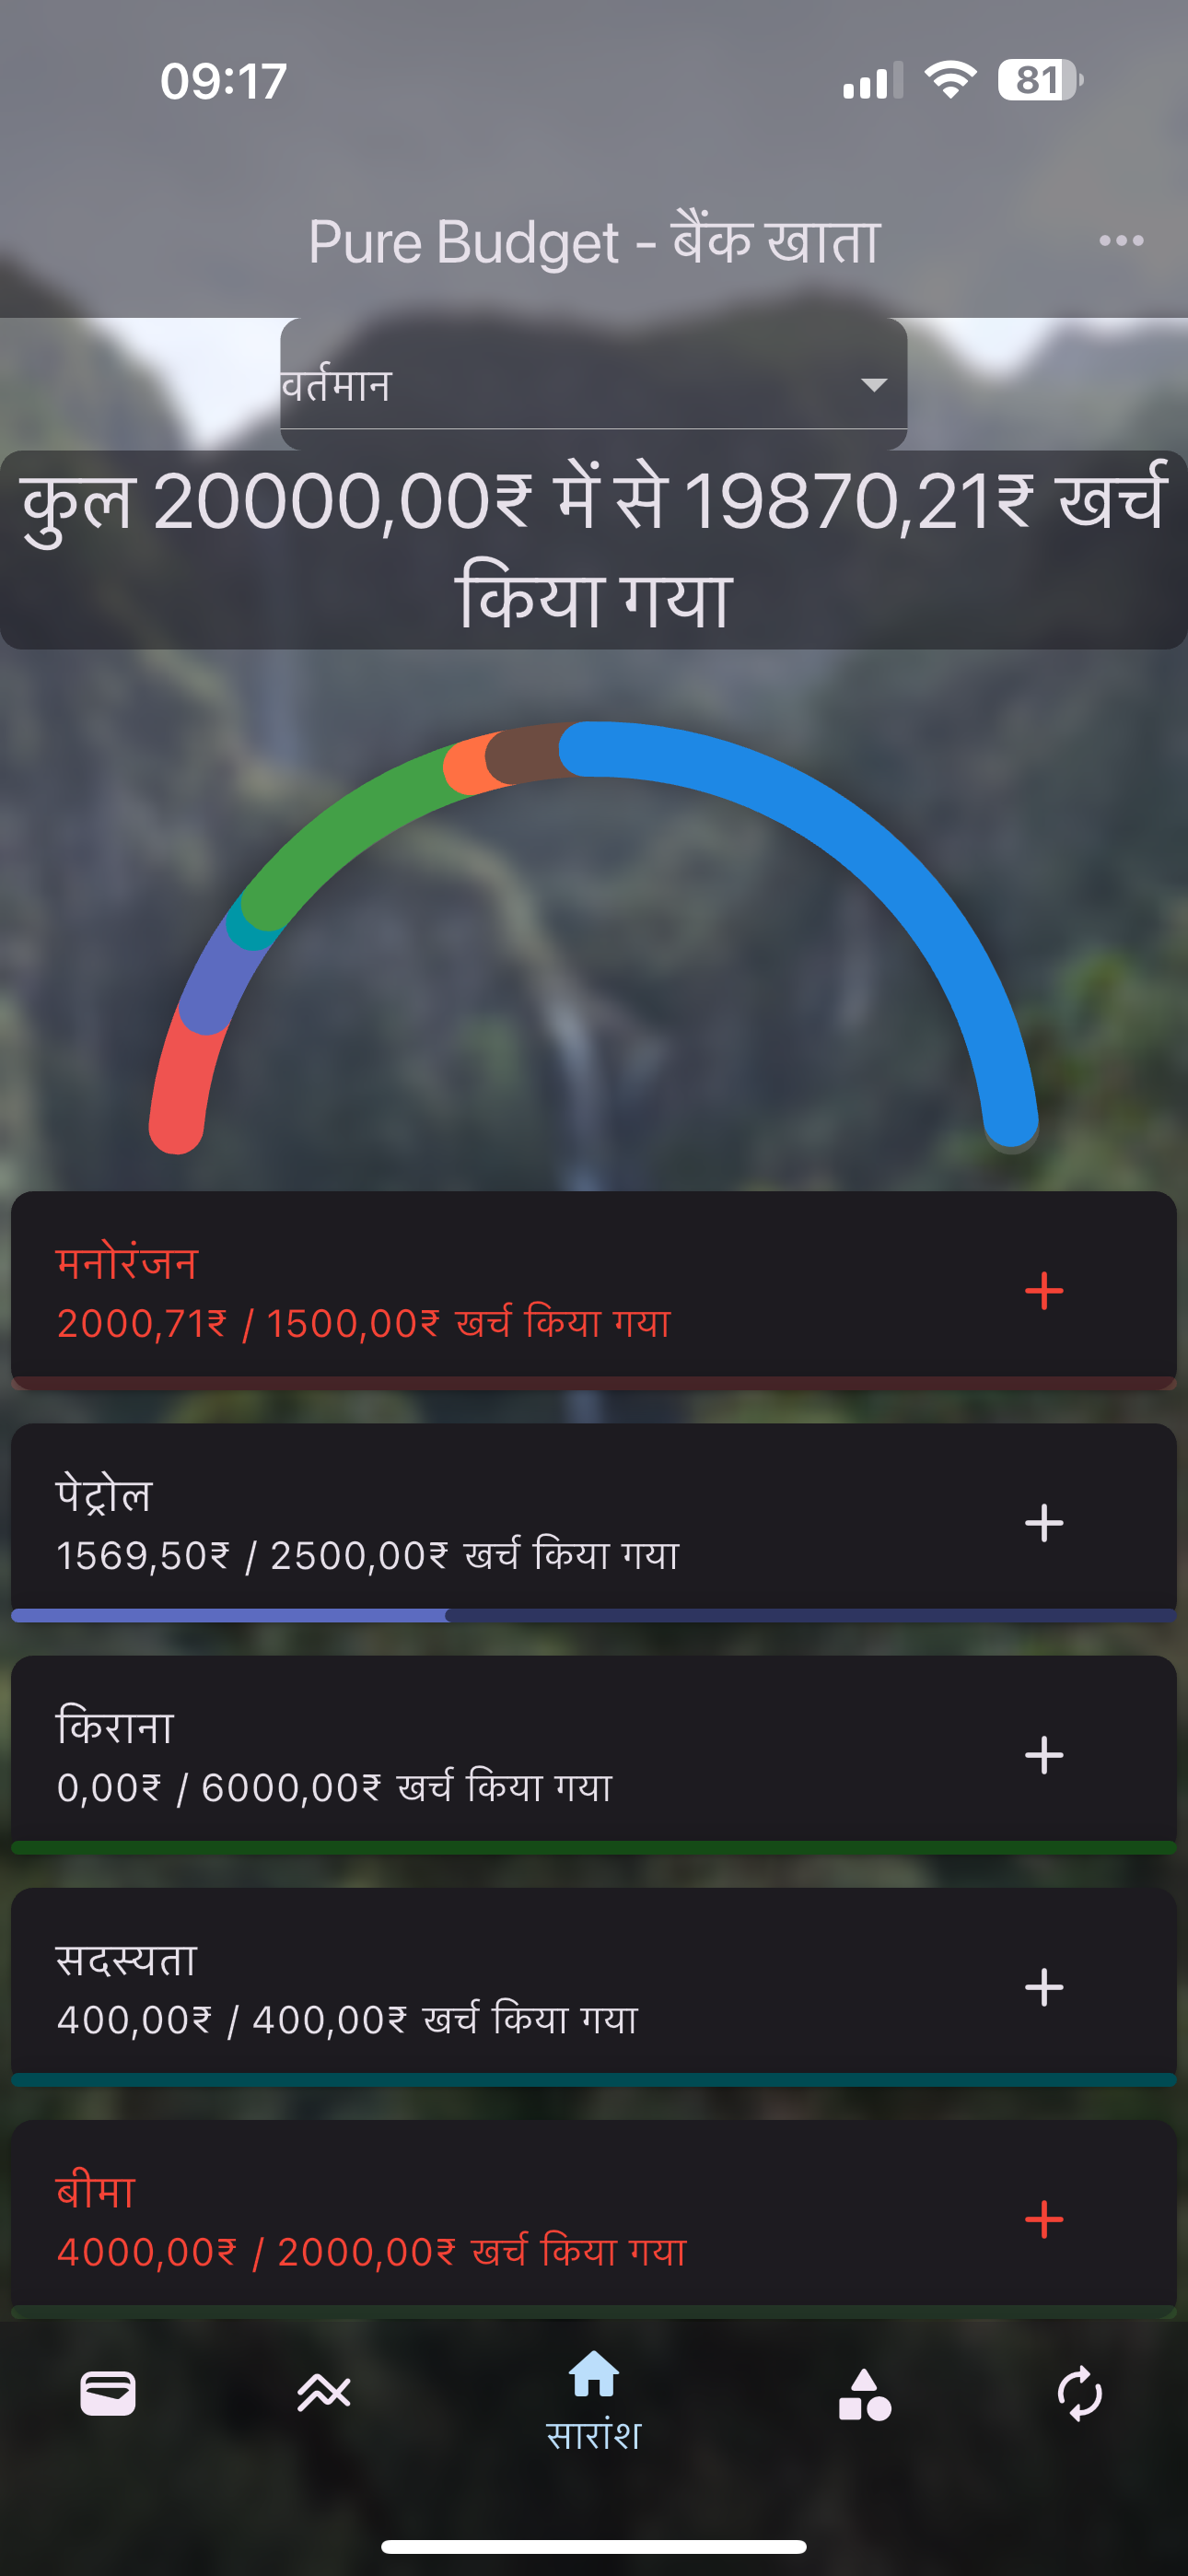 09:17
81
Pure Budget - बैंक खाता
वर्तमान
कुल 20000,00₹ में से 19870,21₹ खर्च
किया गया
मनोरंजन
2000,71₹ / 1500,00₹ खर्च किया गया
पेट्रोल
1569,50₹ / 2500,00₹ खर्च किया गया
किराना
0,00₹ / 6000,00₹ खर्च किया गया
सदस्यता
400,00₹ / 400,00₹ खर्च किया गया
बीमा
4000,00₹ / 2000,00₹ खर्च किया गया
सारांश